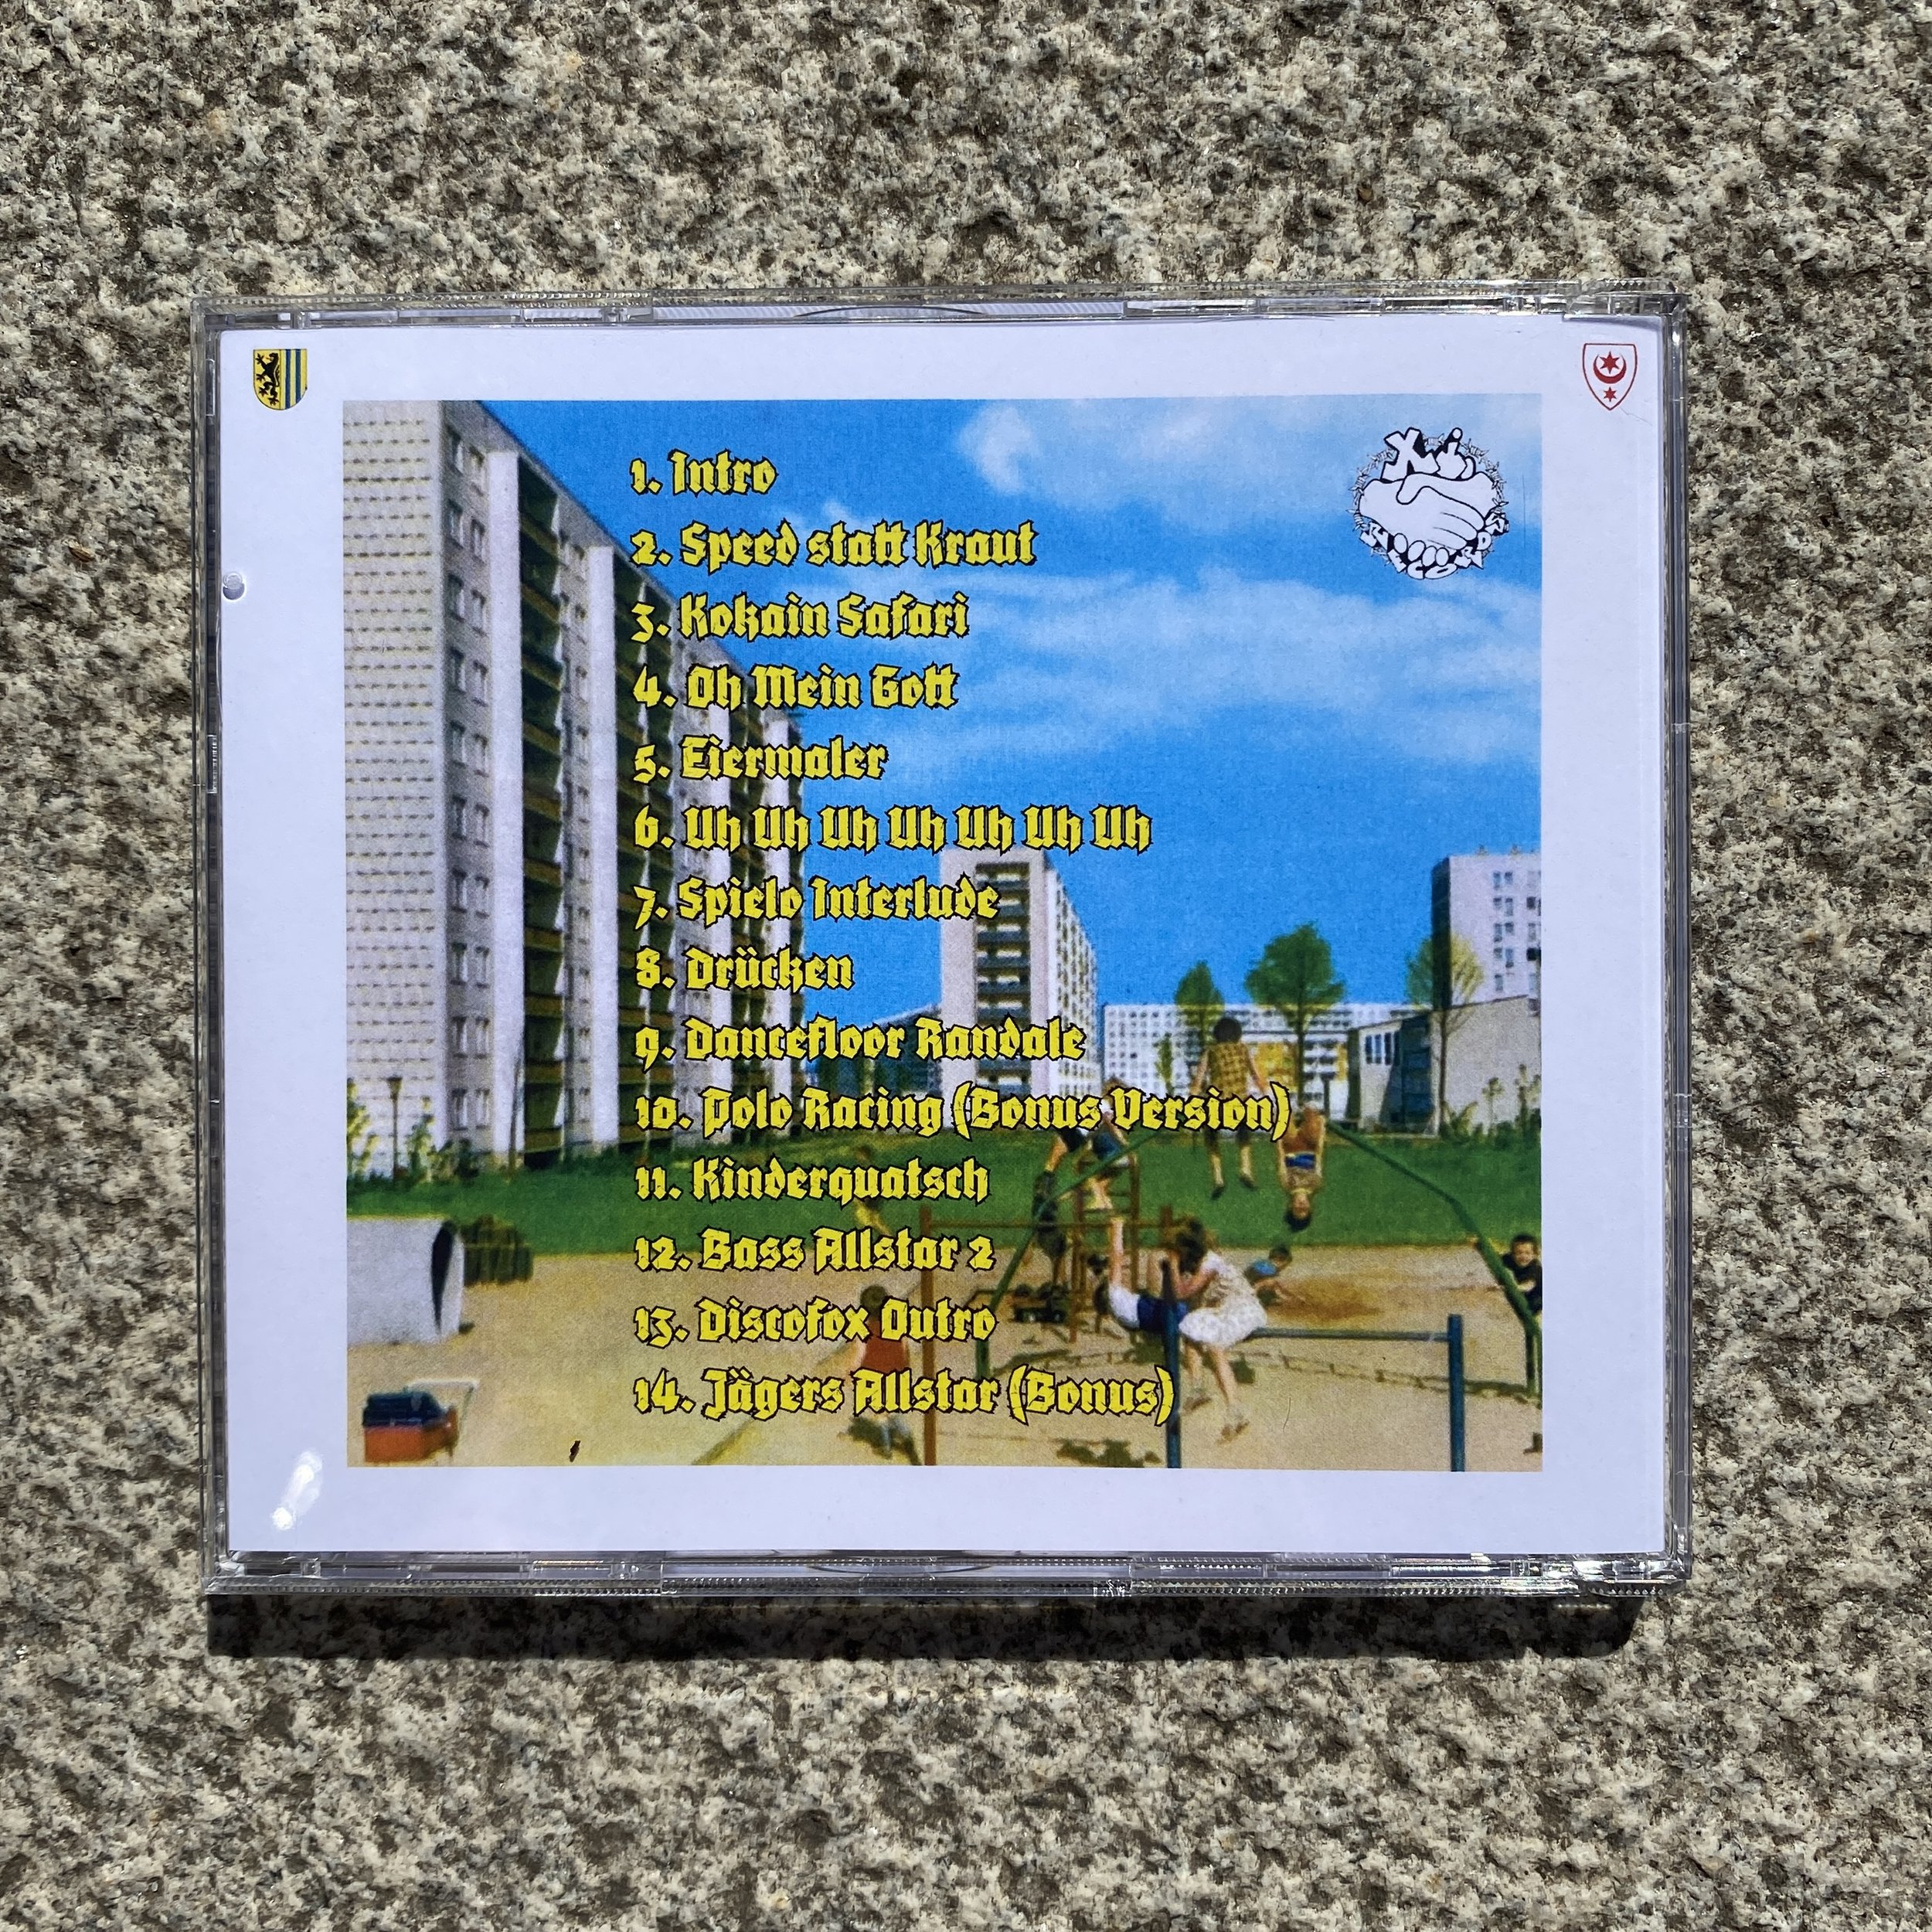 1. Intro
2. Speed statt Kraut
3. Kokain Safari
4. Oh Mein Gott
5. Eiermaler
6. Uh Uh Uh Uh Uh Uh Uh
7. Spielo Interlude
8. Drücken
9. Dancefloor Randale
10. Polo Racing (Bonus Version)
11. Kinderquatsch
12. Bass Allstar 2
13. Discofox Outro
14. Jägers Allstar (Bonus)